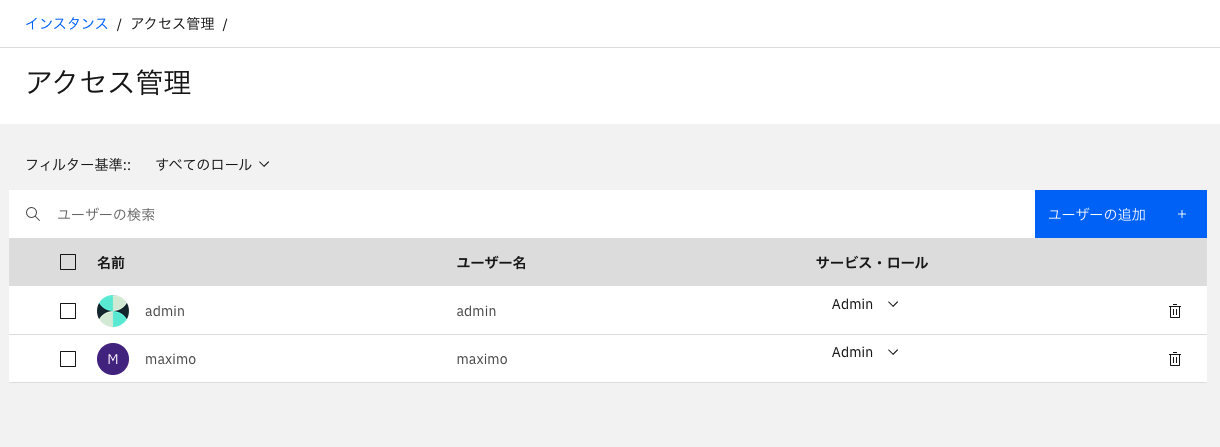 インスタンス / アクセス管理 /
アクセス管理
フィルター基準:: すべてのロール
ユーザーの検索 ユーザーの追加 +
名前 ユーザー名 サービス・ロール
admin admin Admin
M maximo maximo Admin